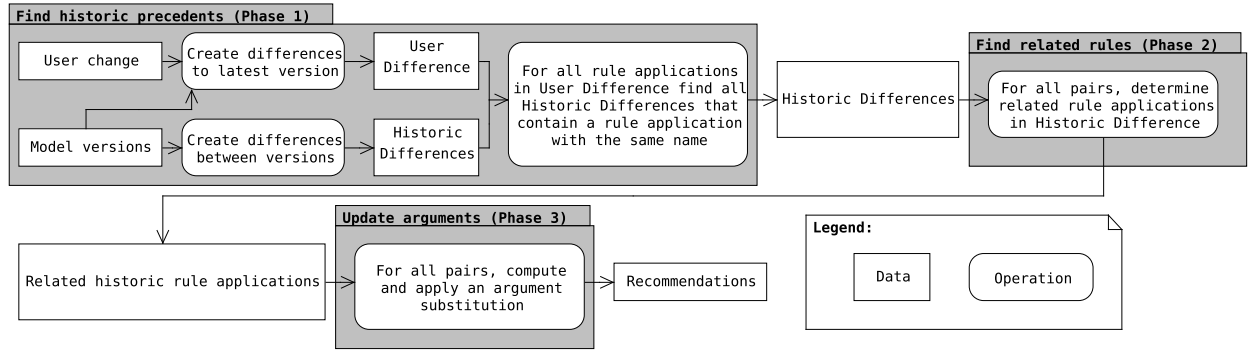 Find historic precedents (Phase 1)
User change
Create differences
to latest version
User
Difference
Model versions
Create differences
between versions
Historic
Differences
For all rule applications
in User Difference find all
Historic Differences that
contain a rule application
with the same name
Historic Differences
Find related rules (Phase 2)
For all pairs, determine
related rule applications
in Historic Difference
Related historic rule applications
Update arguments (Phase 3)
For all pairs, compute
and apply an argument
substitution
Recommendations
Legend:
Data
Operation